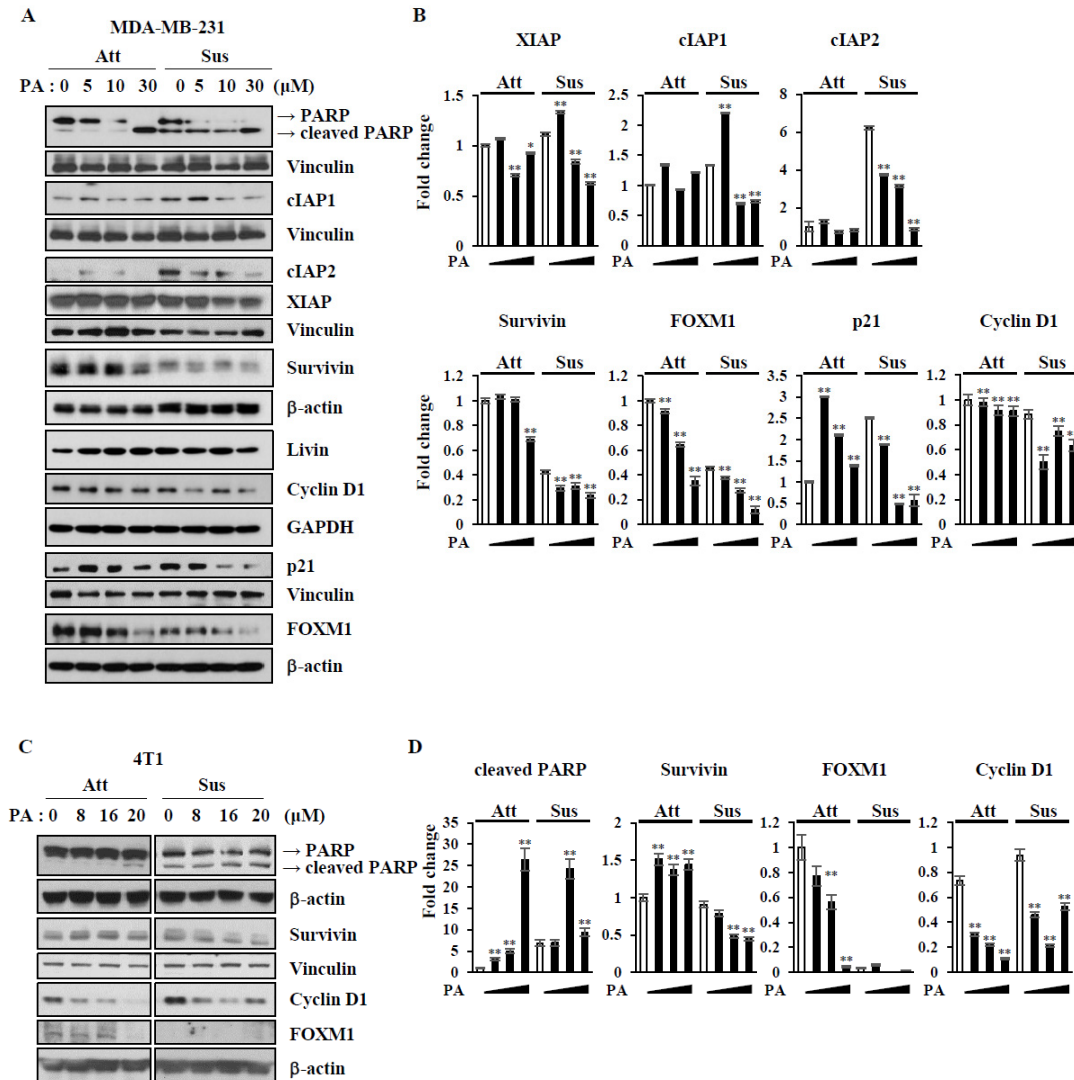 A
MDA-MB-231
Att Sus
PA : 0 5 10 30 0 5 10 30 (μM)
→ PARP
→ cleaved PARP
Vinculin
cIAP1
Vinculin
cIAP2
XIAP
Vinculin
Survivin
β-actin
Livin
Cyclin D1
GAPDH
p21
Vinculin
FOXM1
β-actin
B
XIAP cIAP1 cIAP2
Att Sus Att Sus Att Sus
Fold change
1.5 2.5 8
1 2 6
0.5 1.5 4
0 1 2
0.5 0
0
** ** * ** **
** ** **
** ** **
PA PA PA
Survivin FOXM1 p21 Cyclin D1
Att Sus Att Sus Att Sus Att Sus
Fold change
1.2 1.2 3.5 1.2
1 1 3 1
0.8 0.8 2.5 0.8
0.6 0.6 2 0.6
0.4 0.4 1.5 0.4
0.2 0.2 1 0.2
0 0 0.5 0
0
** ** ** **
** ** ** ** ** **
** ** ** ** ** **
** ** ** ** ** **
PA PA PA PA
C
4T1
Att Sus
PA : 0 8 16 20 0 8 16 20 (μM)
→ PARP
→ cleaved PARP
β-actin
Survivin
Vinculin
Cyclin D1
FOXM1
β-actin
D
cleaved PARP Survivin FOXM1 Cyclin D1
Att Sus Att Sus Att Sus Att Sus
Fold change
35 2 1.2 1.2
30 1.5 1 1
25 1 0.8 0.8
20 0.5 0.6 0.6
15 0 0.4 0.4
10 0.2 0.2
5 0 0
0
** ** ** ** **
** ** ** ** **
** **
** ** ** ** ** **
PA PA PA PA